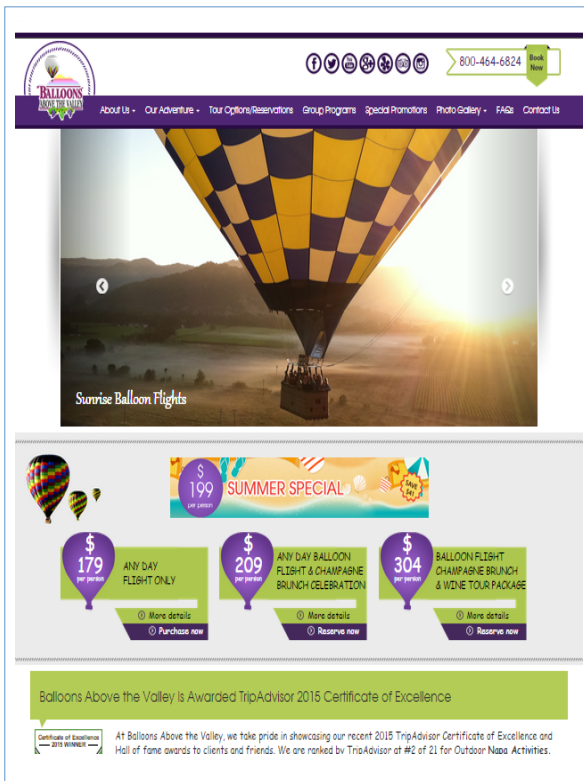 BALLOONS
ABOVE THE VALLEY
800-464-6824
Book
Now
About Us
Our Adventure
Tour Options/Reservations
Group Programs
Special Promotions
Photo Gallery
FAQs
Contact Us
Sunrise Balloon Flights
$
199
per person
SUMMER SPECIAL
SAVE
$41
$
179
per person
ANY DAY
FLIGHT ONLY
More details
Purchase now
$
209
per person
ANY DAY BALLOON
FLIGHT & CHAMPAGNE
BRUNCH CELEBRATION
More details
Reserve now
$
304
per person
BALLOON FLIGHT
CHAMPAGNE BRUNCH
& WINE TOUR PACKAGE
More details
Reserve now
Balloons Above the Valley Is Awarded TripAdvisor 2015 Certificate of Excellence
Certificate of Excellence
2015 WINNER
At Balloons Above the Valley, we take pride in showcasing our recent 2015 TripAdvisor Certificate of Excellence and
Hall of fame awards to clients and friends. We are ranked by TripAdvisor at #2 of 21 for Outdoor Napa Activities.